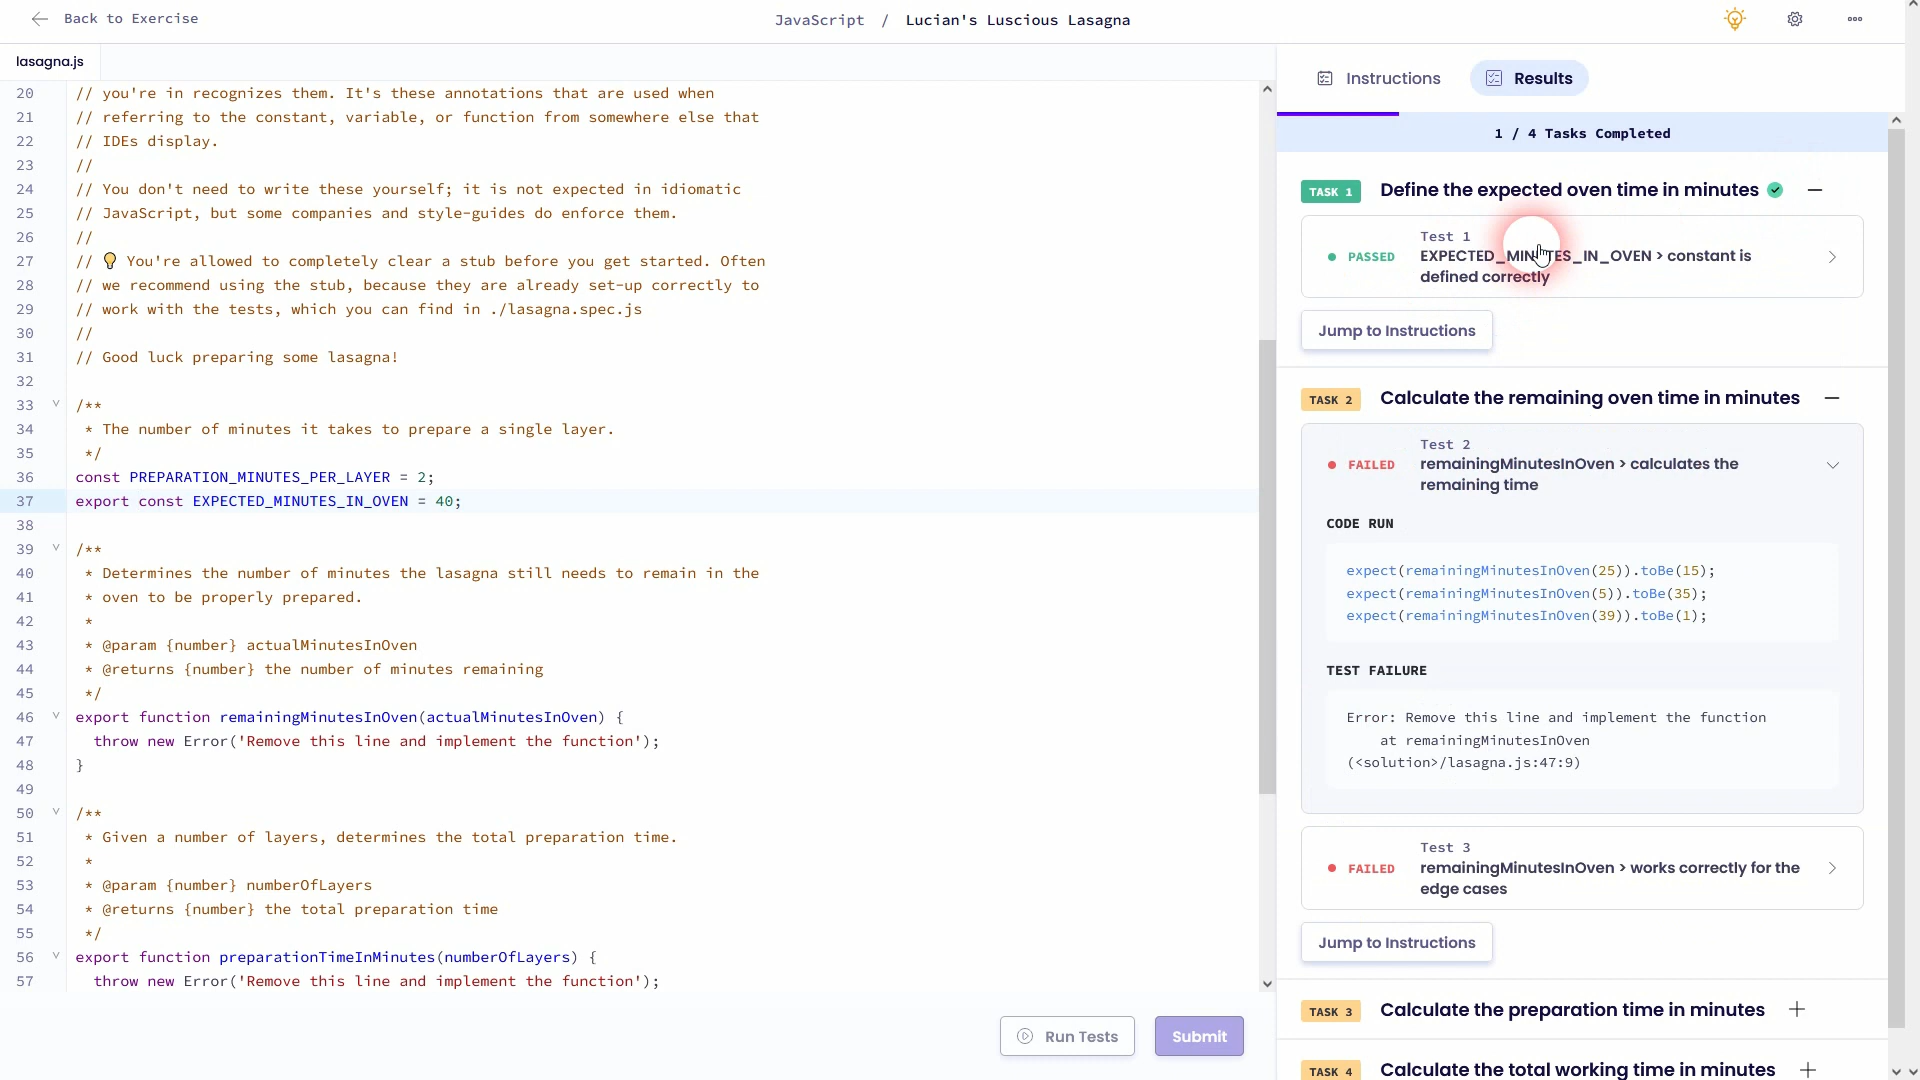 Back to Exercise
JavaScript / Lucian's Luscious Lasagna
lasagna.js
20 // you're in recognizes them. It's these annotations that are used when
21 // referring to the constant, variable, or function from somewhere else that
22 // IDEs display.
23 //
24 // You don't need to write these yourself; it is not expected in idiomatic
25 // JavaScript, but some companies and style-guides do enforce them.
26 //
27 // 💡 You're allowed to completely clear a stub before you get started. Often
28 // we recommend using the stub, because they are already set-up correctly to
29 // work with the tests, which you can find in ./lasagna.spec.js
30 //
31 // Good luck preparing some lasagna!
32
33 /**
34 * The number of minutes it takes to prepare a single layer.
35 */
36 const PREPARATION_MINUTES_PER_LAYER = 2;
37 export const EXPECTED_MINUTES_IN_OVEN = 40;
38
39 /**
40 * Determines the number of minutes the lasagna still needs to remain in the
41 * oven to be properly prepared.
42 *
43 * @param {number} actualMinutesInOven
44 * @returns {number} the number of minutes remaining
45 */
46 export function remainingMinutesInOven(actualMinutesInOven) {
47 throw new Error('Remove this line and implement the function');
48 }
49
50 /**
51 * Given a number of layers, determines the total preparation time.
52 *
53 * @param {number} numberOfLayers
54 * @returns {number} the total preparation time
55 */
56 export function preparationTimeInMinutes(numberOfLayers) {
57 throw new Error('Remove this line and implement the function');
Run Tests
Submit
Instructions
Results
1 / 4 Tasks Completed
TASK 1 Define the expected oven time in minutes
Test 1
PASSED EXPECTED_MINUTES_IN_OVEN > constant is
defined correctly
Jump to Instructions
TASK 2 Calculate the remaining oven time in minutes
Test 2
FAILED remainingMinutesInOven > calculates the
remaining time
CODE RUN
expect(remainingMinutesInOven(25)).toBe(15);
expect(remainingMinutesInOven(5)).toBe(35);
expect(remainingMinutesInOven(39)).toBe(1);
TEST FAILURE
Error: Remove this line and implement the function
at remainingMinutesInOven
(<solution>/lasagna.js:47:9)
Test 3
FAILED remainingMinutesInOven > works correctly for the
edge cases
Jump to Instructions
TASK 3 Calculate the preparation time in minutes
TASK 4 Calculate the total working time in minutes